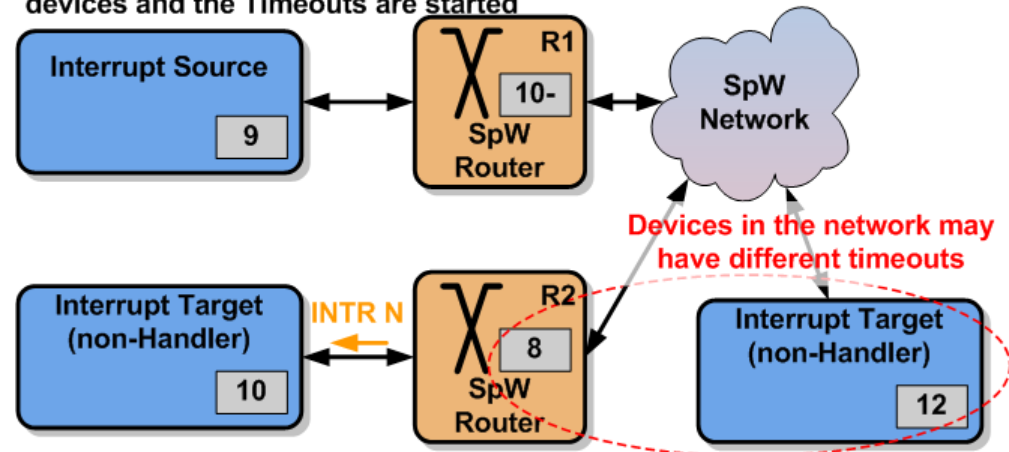 devices and the Timeouts are started
Interrupt Source
9
R1
10-
SpW
Router
SpW
Network
Devices in the network may
have different timeouts
Interrupt Target
(non-Handler)
10
INTR N
R2
8
SpW
Router
Interrupt Target
(non-Handler)
12